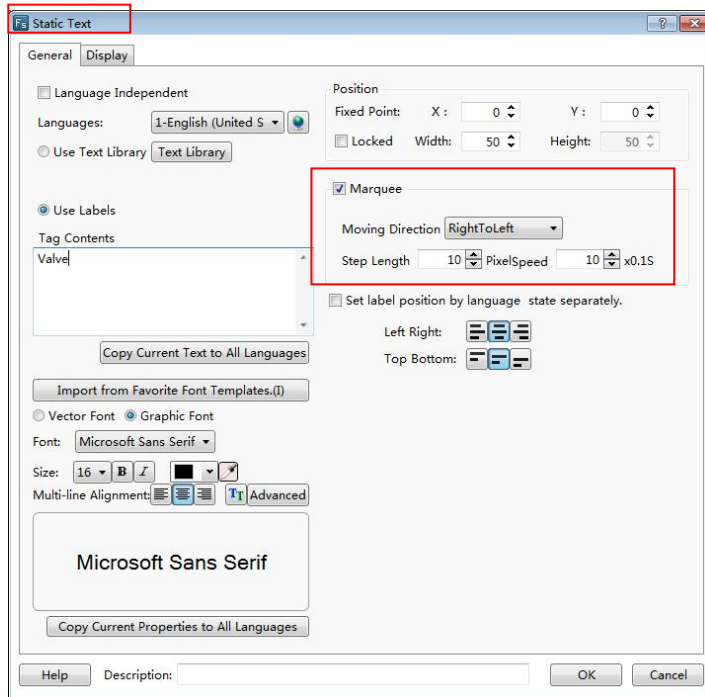 Fs Static Text
General Display
Language Independent
Languages: 1-English (United S
Use Text Library Text Library
Use Labels
Tag Contents
Valve
Copy Current Text to All Languages
Import from Favorite Font Templates.(I)
Vector Font Graphic Font
Font: Microsoft Sans Serif
Size: 16 B I
Multi-line Alignment: TT Advanced
Microsoft Sans Serif
Copy Current Properties to All Languages
Position
Fixed Point: X : 0 Y : 0
Locked Width: 50 Height: 50
Marquee
Moving Direction RightToLeft
Step Length 10 PixelSpeed 10 x0.1S
Set label position by language state separately.
Left Right:
Top Bottom:
Help Description: OK Cancel